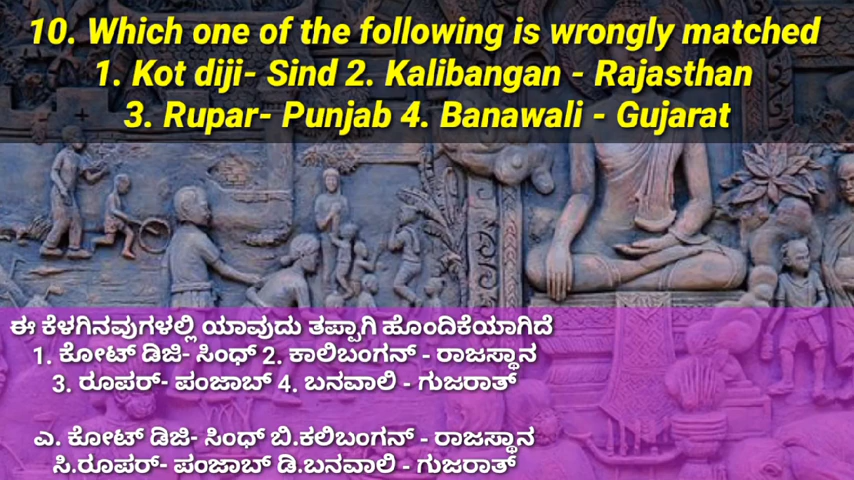 10. Which one of the following is wrongly matched
1. Kot diji- Sind 2. Kalibangan - Rajasthan
3. Rupar- Punjab 4. Banawali - Gujarat
ಈ ಕೆಳಗಿನವುಗಳಲ್ಲಿ ಯಾವುದು ತಪ್ಪಾಗಿ ಹೊಂದಿಕೆಯಾಗಿದೆ
1. ಕೋಟ್ ಡಿಜಿ- ಸಿಂಧ್ 2. ಕಾಲಿಬಂಗನ್ - ರಾಜಸ್ಥಾನ
3. ರೂಪರ್- ಪಂಜಾಬ್ 4. ಬನವಾಲಿ - ಗುಜರಾತ್
ಎ. ಕೋಟ್ ಡಿಜಿ- ಸಿಂಧ್ ಬಿ.ಕಲಿಬಂಗನ್ - ರಾಜಸ್ಥಾನ
ಸಿ.ರೂಪರ್- ಪಂಜಾಬ್ ಡಿ.ಬನವಾಲಿ - ಗುಜರಾತ್